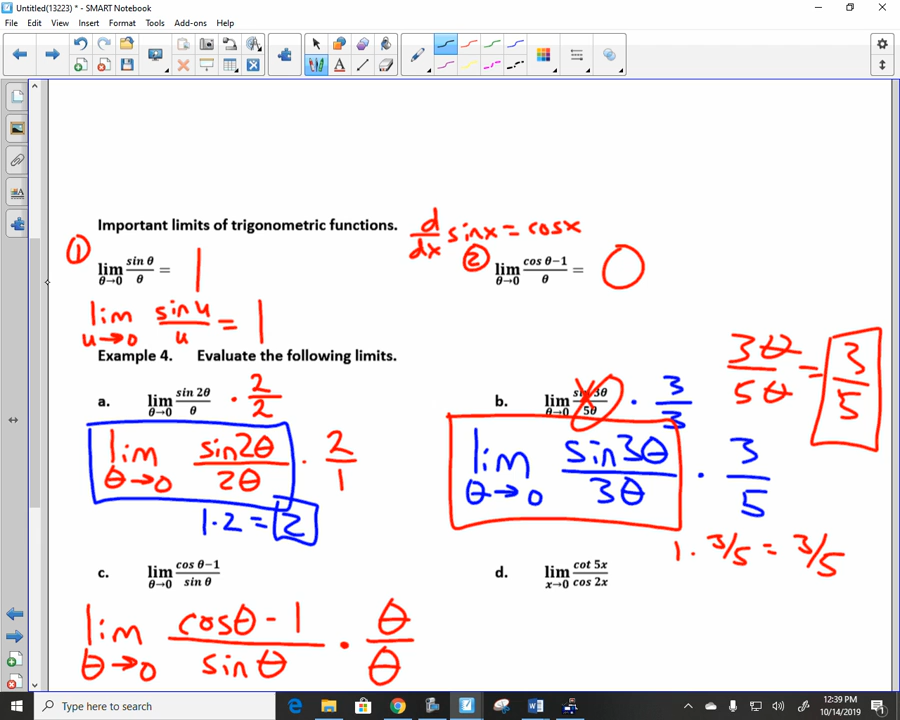 Untitled(13223) * - SMART Notebook
File Edit View Insert Format Tools Add-ons Help
Important limits of trigonometric functions. d/dx sinx = cosx
① lim θ→0 sin θ/θ = 1
② lim θ→0 cos θ−1/θ = 0
lim u→0 sin u/u = 1
Example 4. Evaluate the following limits.
3θ/5θ = 3/5
a. lim θ→0 sin 2θ/θ · 2/2
b. lim θ→0 sin 3θ/5θ · 3/3
lim θ→0 sin2θ/2θ · 2/1
lim θ→0 sin3θ/3θ · 3/5
1·2 = 2
1 · 3/5 = 3/5
c. lim θ→0 cos θ−1/sin θ
d. lim x→0 cot 5x/cos 2x
lim θ→0 cosθ - 1/sin θ · θ/θ
Type here to search
12:39 PM
10/14/2019